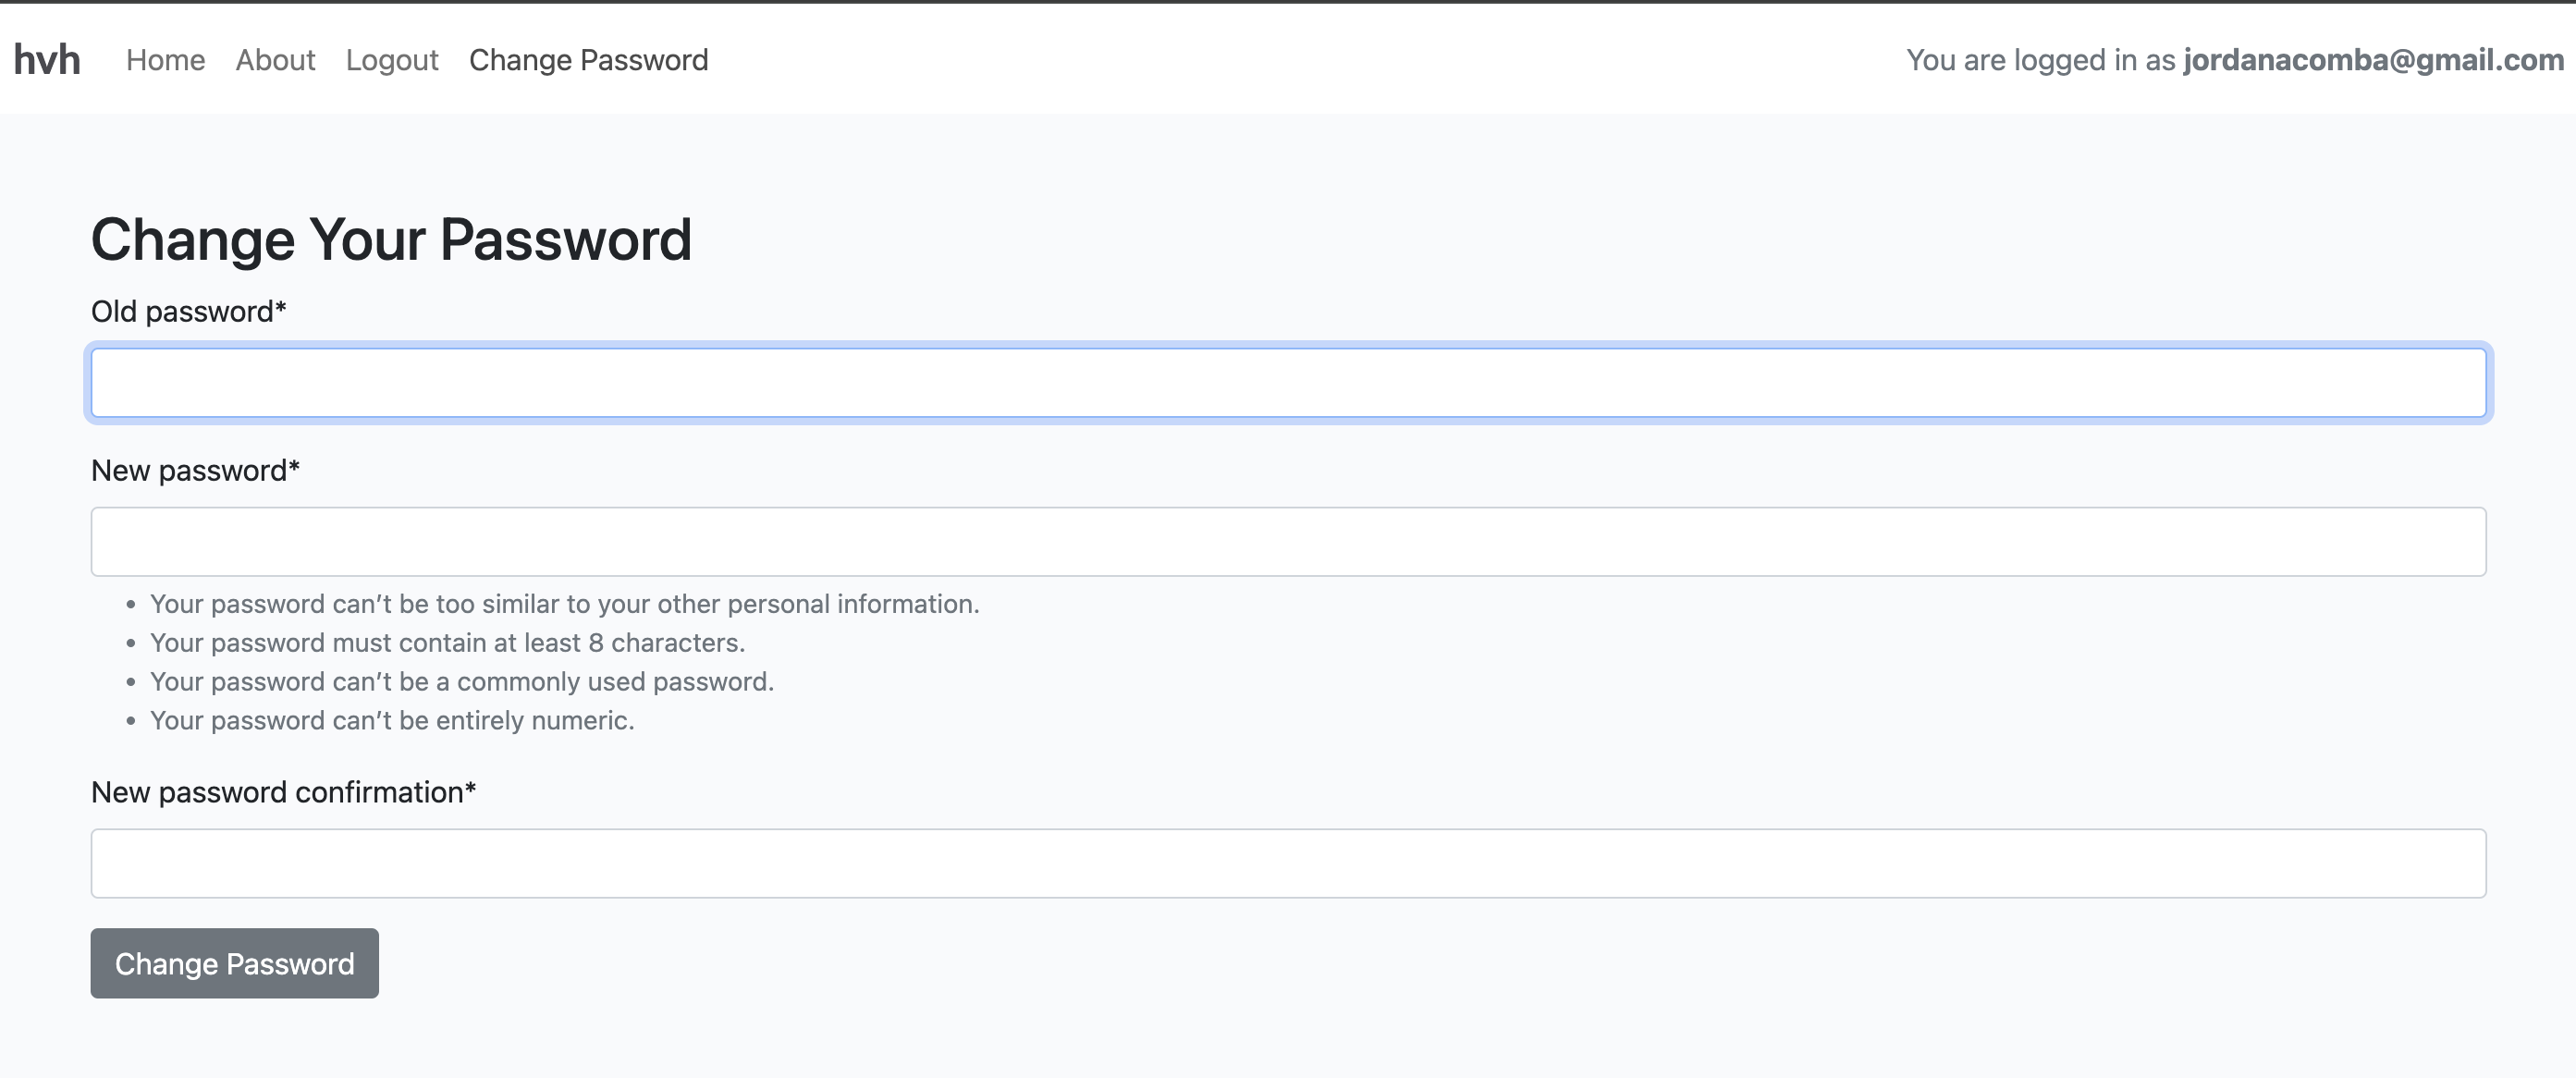 hvh Home About Logout Change Password You are logged in as jordanacomba@gmail.com
Change Your Password
Old password*
New password*
• Your password can’t be too similar to your other personal information.
• Your password must contain at least 8 characters.
• Your password can’t be a commonly used password.
• Your password can’t be entirely numeric.
New password confirmation*
Change Password